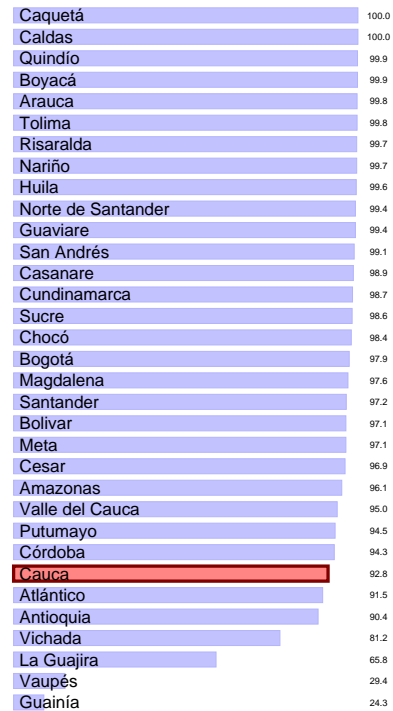 Caquetá 100.0
Caldas 100.0
Quindío 99.9
Boyacá 99.9
Arauca 99.8
Tolima 99.8
Risaralda 99.7
Nariño 99.7
Huila 99.6
Norte de Santander 99.4
Guaviare 99.4
San Andrés 99.1
Casanare 98.9
Cundinamarca 98.7
Sucre 98.6
Chocó 98.4
Bogotá 97.9
Magdalena 97.6
Santander 97.2
Bolivar 97.1
Meta 97.1
Cesar 96.9
Amazonas 96.1
Valle del Cauca 95.0
Putumayo 94.5
Córdoba 94.3
Cauca 92.8
Atlántico 91.5
Antioquia 90.4
Vichada 81.2
La Guajira 65.8
Vaupés 29.4
Guainía 24.3